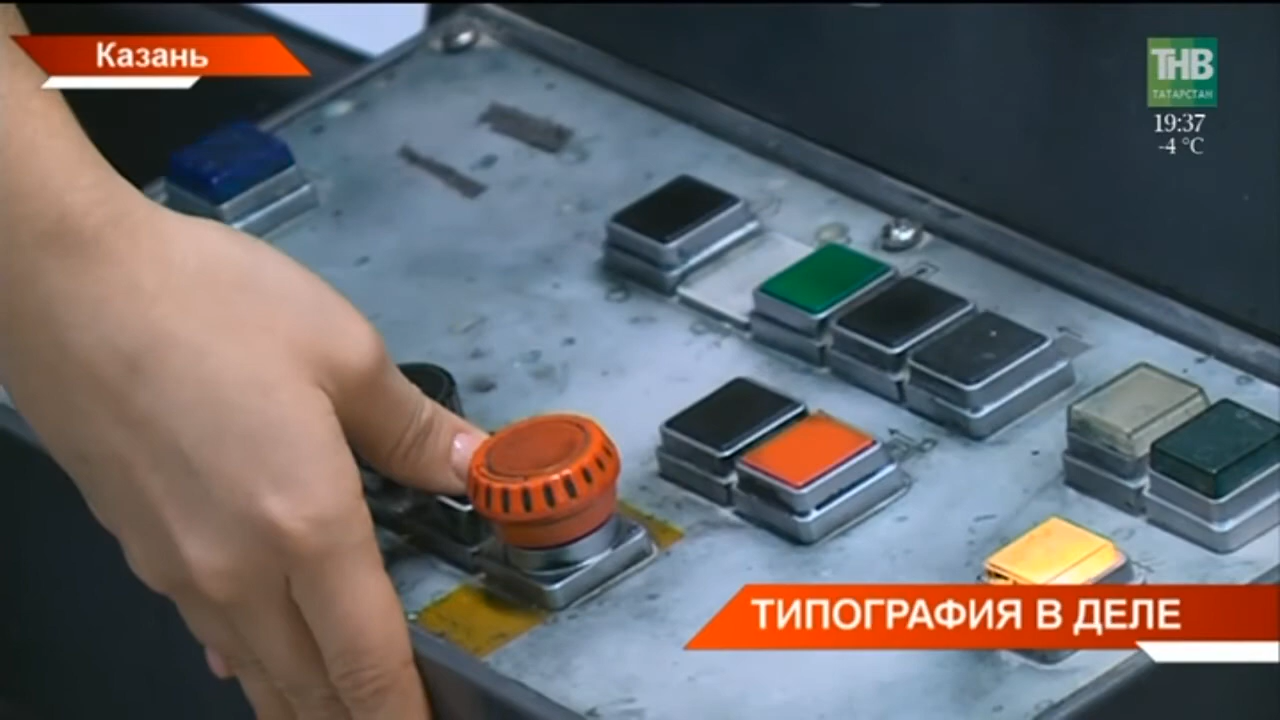 Казань
ТНВ
ТАТАРСТАН
19:37
-4 °C
ТИПОГРАФИЯ В ДЕЛЕ